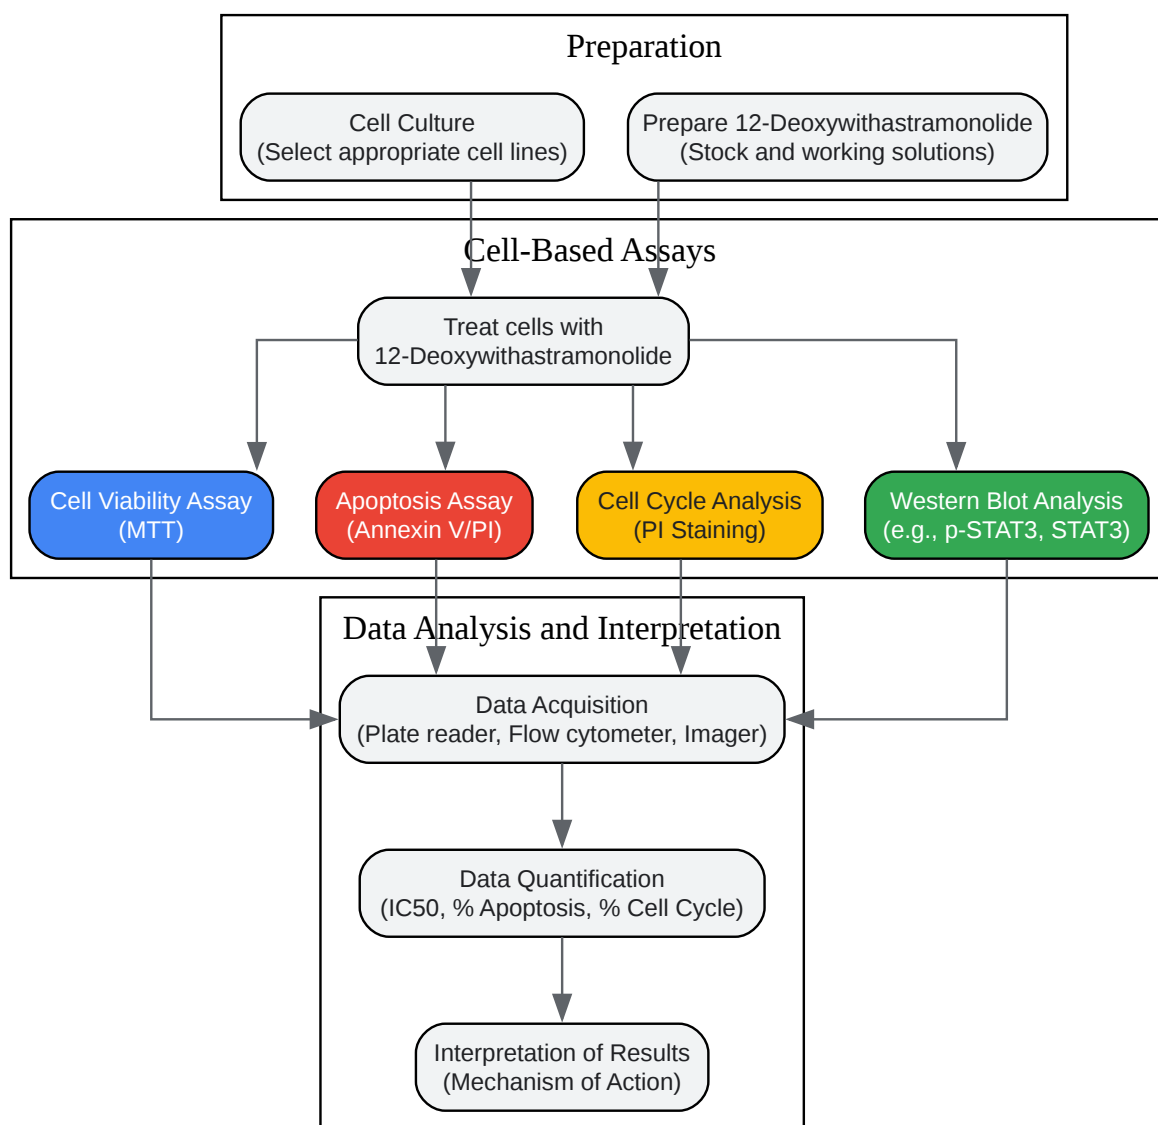 Preparation
Cell Culture
(Select appropriate cell lines)
Prepare 12-Deoxywithastramonolide
(Stock and working solutions)
Cell-Based Assays
Treat cells with
12-Deoxywithastramonolide
Cell Viability Assay
(MTT)
Apoptosis Assay
(Annexin V/PI)
Cell Cycle Analysis
(PI Staining)
Western Blot Analysis
(e.g., p-STAT3, STAT3)
Data Analysis and Interpretation
Data Acquisition
(Plate reader, Flow cytometer, Imager)
Data Quantification
(IC50, % Apoptosis, % Cell Cycle)
Interpretation of Results
(Mechanism of Action)